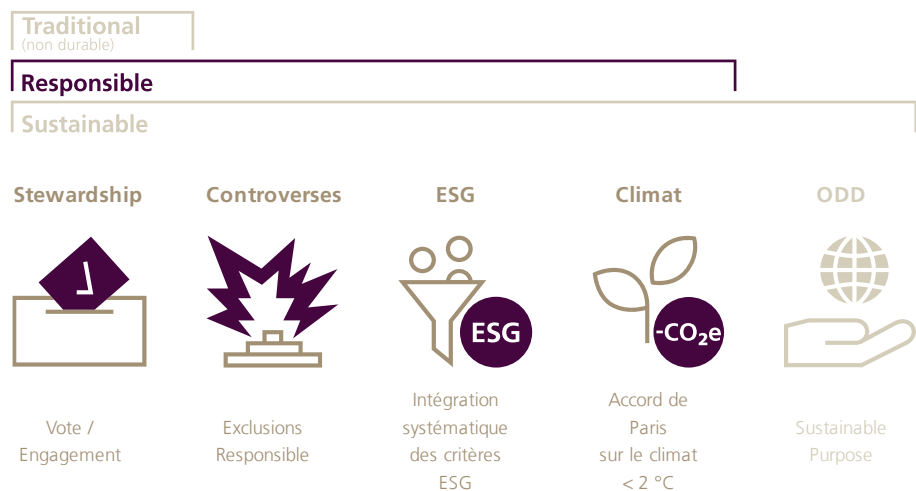 Traditional
(non durable)
Responsible
Sustainable
Stewardship
Controverses
ESG
Climat
ODD
ESG
-CO₂e
Vote /
Engagement
Exclusions
Responsible
Intégration
systématique
des critères
ESG
Accord de
Paris
sur le climat
< 2 °C
Sustainable
Purpose